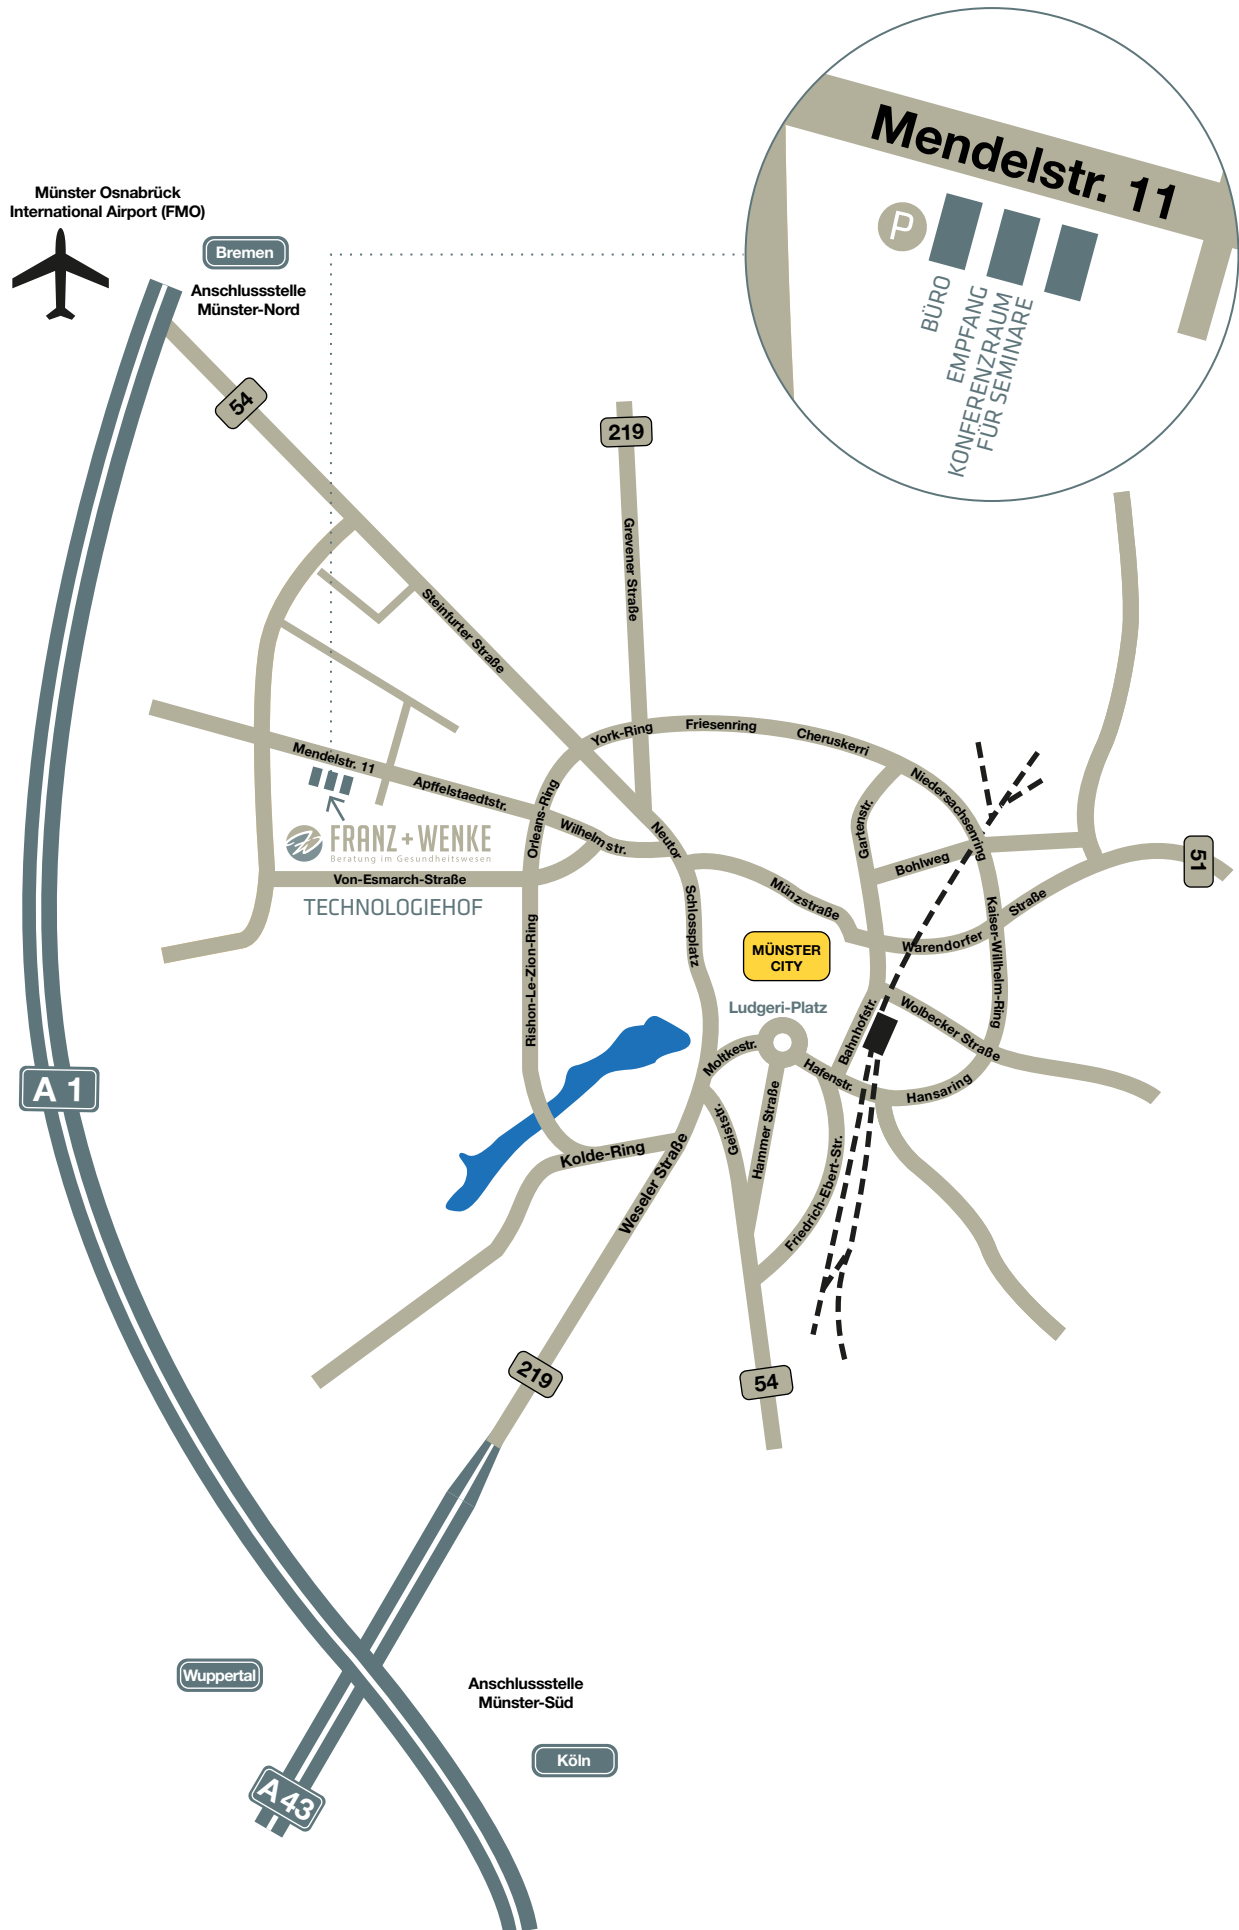 Mendelstr. 11
P
BÜRO
EMPFANG
KONFERENZRAUM
FÜR SEMINARE
Münster Osnabrück
International Airport (FMO)
Bremen
Anschlussstelle
Münster-Nord
54
219
Grevener Straße
Steinfurter Straße
York-Ring
Friesenring
Cheruskerri
Niedersachsenring
Mendelstr. 11
Apffelstaedtstr.
Orleans-Ring
Wilhelmstr.
Neutor
Gartenstr.
Bohlweg
51
FRANZ+WENKE
Beratung im Gesundheitswesen
Von-Esmarch-Straße
TECHNOLOGIEHOF
Münzstraße
Straße
Warendorfer
Schlossplatz
Kaiser-Willhelm-Ring
Rishon-Le-Zion-Ring
MÜNSTER
CITY
Ludgeri-Platz
Bahnhofstr.
Wolbecker Straße
Moltkestr.
Hafenstr.
Hansaring
A 1
Geiststr.
Hammer Straße
Friedrich-Ebert-Str.
Kolde-Ring
Weseler Straße
219
54
Wuppertal
Anschlussstelle
Münster-Süd
Köln
A 43